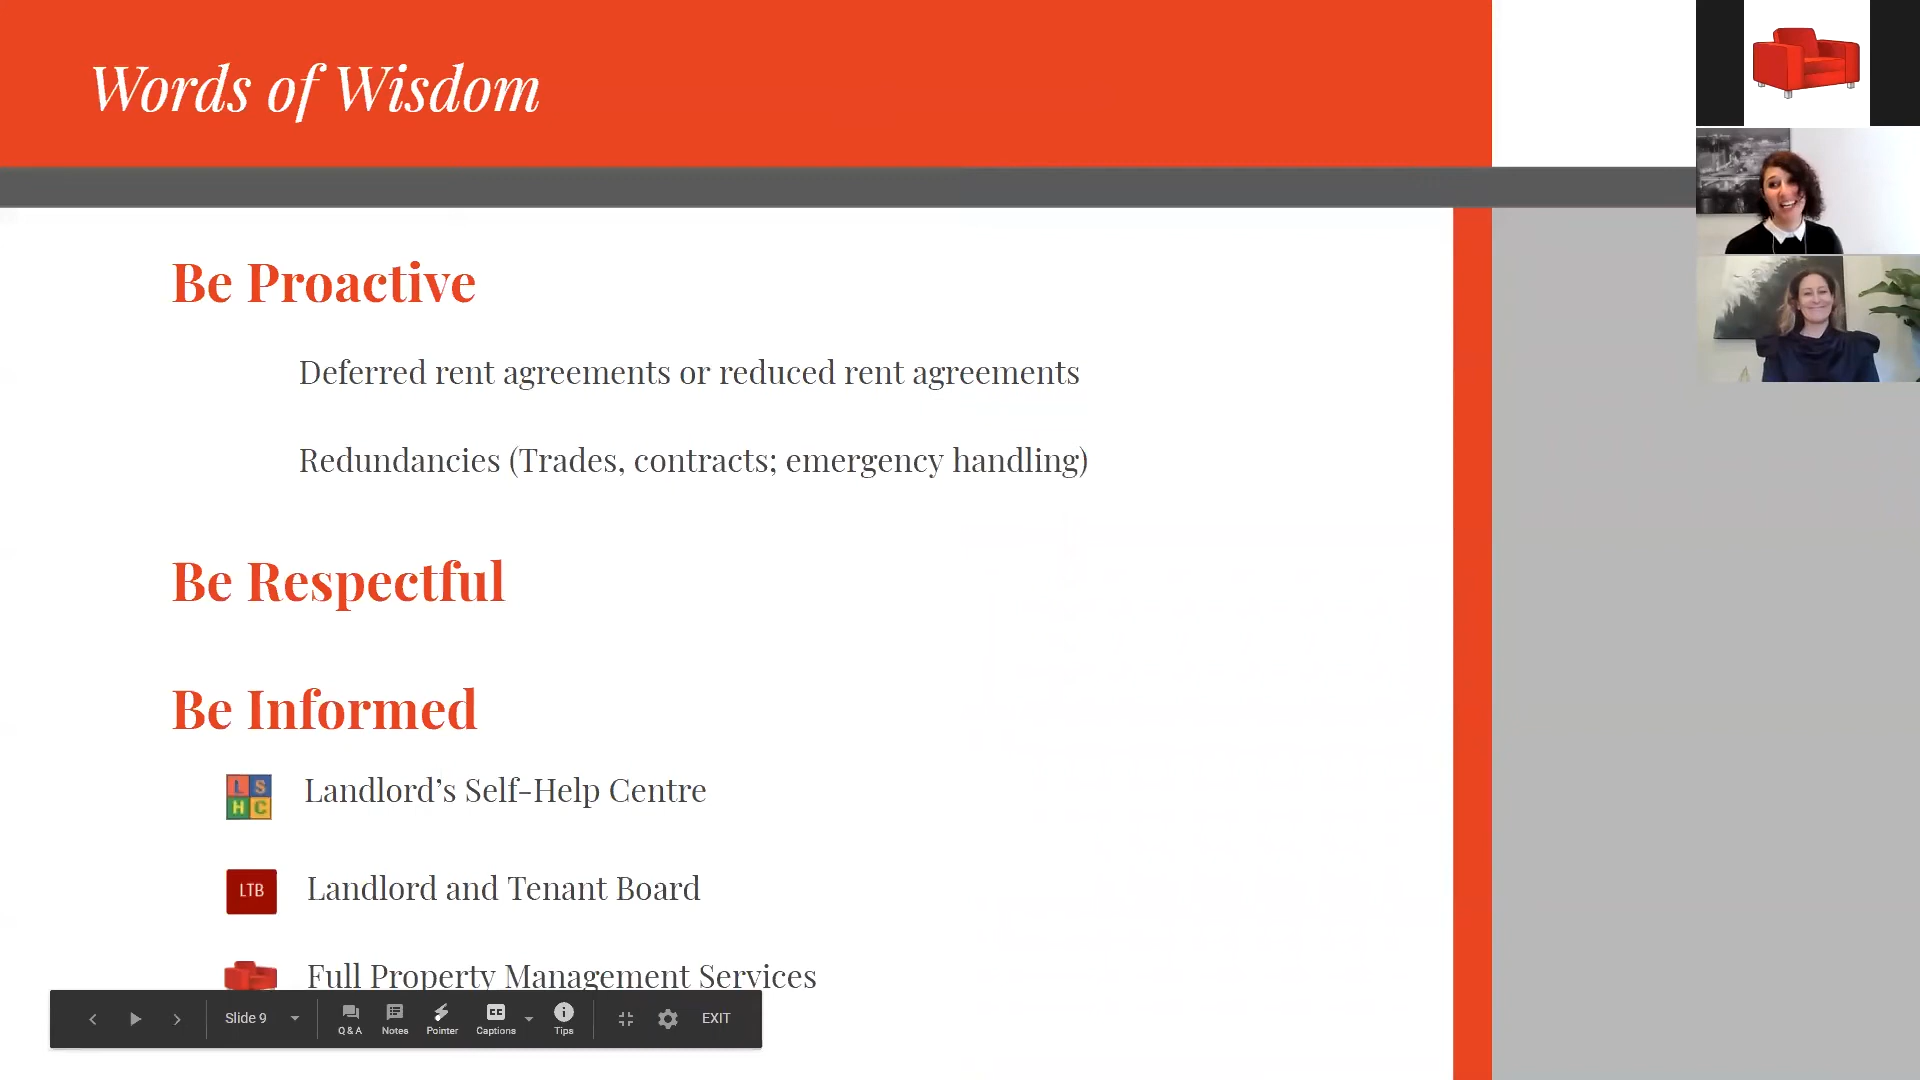 Words of Wisdom
Be Proactive
Deferred rent agreements or reduced rent agreements
Redundancies (Trades, contracts; emergency handling)
Be Respectful
Be Informed
L S
H C
Landlord’s Self-Help Centre
LTB
Landlord and Tenant Board
Full Property Management Services
Slide 9
Q & A
Notes
Pointer
CC
Captions
Tips
EXIT